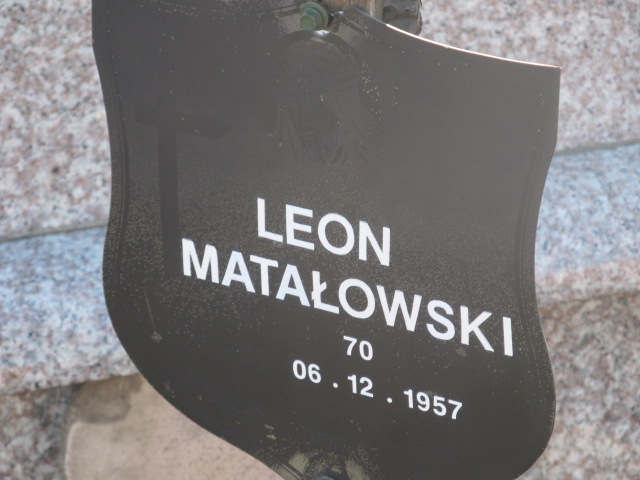 LEON
MATAŁOWSKI
70
06 . 12 . 1957